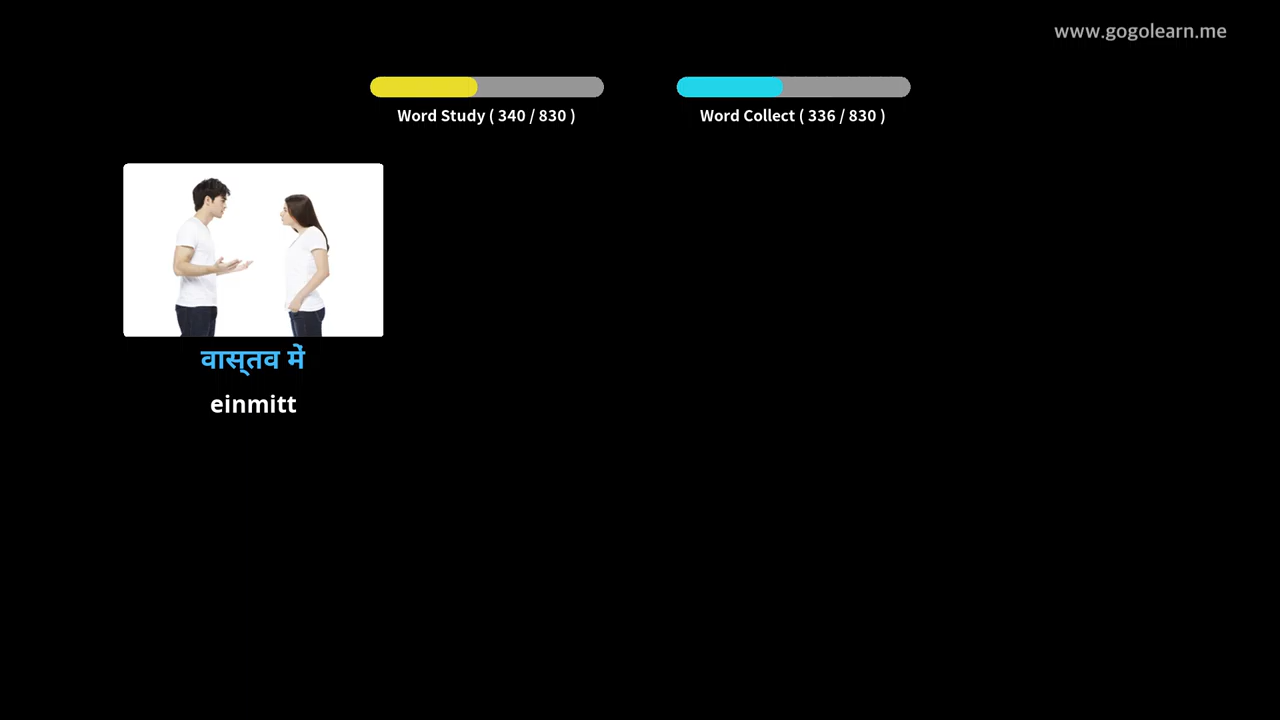 www.gogolearn.me
Word Study ( 340 / 830 )
Word Collect ( 336 / 830 )
वास्तव में
einmitt